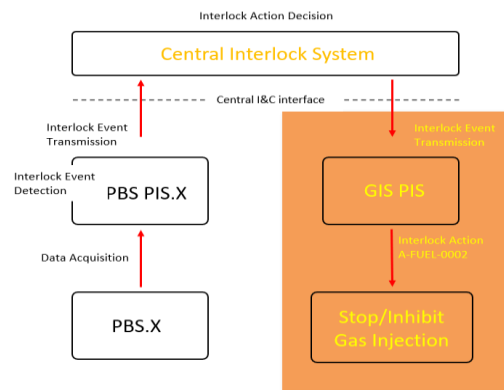 Interlock Action Decision
Central Interlock System
Central I&C interface
Interlock Event
Transmission
Interlock Event
Transmission
Interlock Event
Detection
PBS PIS.X
GIS PIS
Data Acquisition
Interlock Action
A-FUEL-0002
PBS.X
Stop/Inhibit
Gas Injection